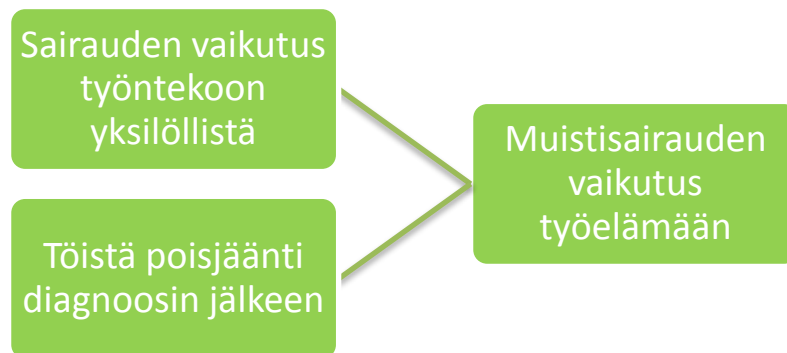 Sairauden vaikutus
työntekoon
yksilöllistä
Töistä poisjäänti
diagnoosin jälkeen
Muistisairauden
vaikutus
työelämään